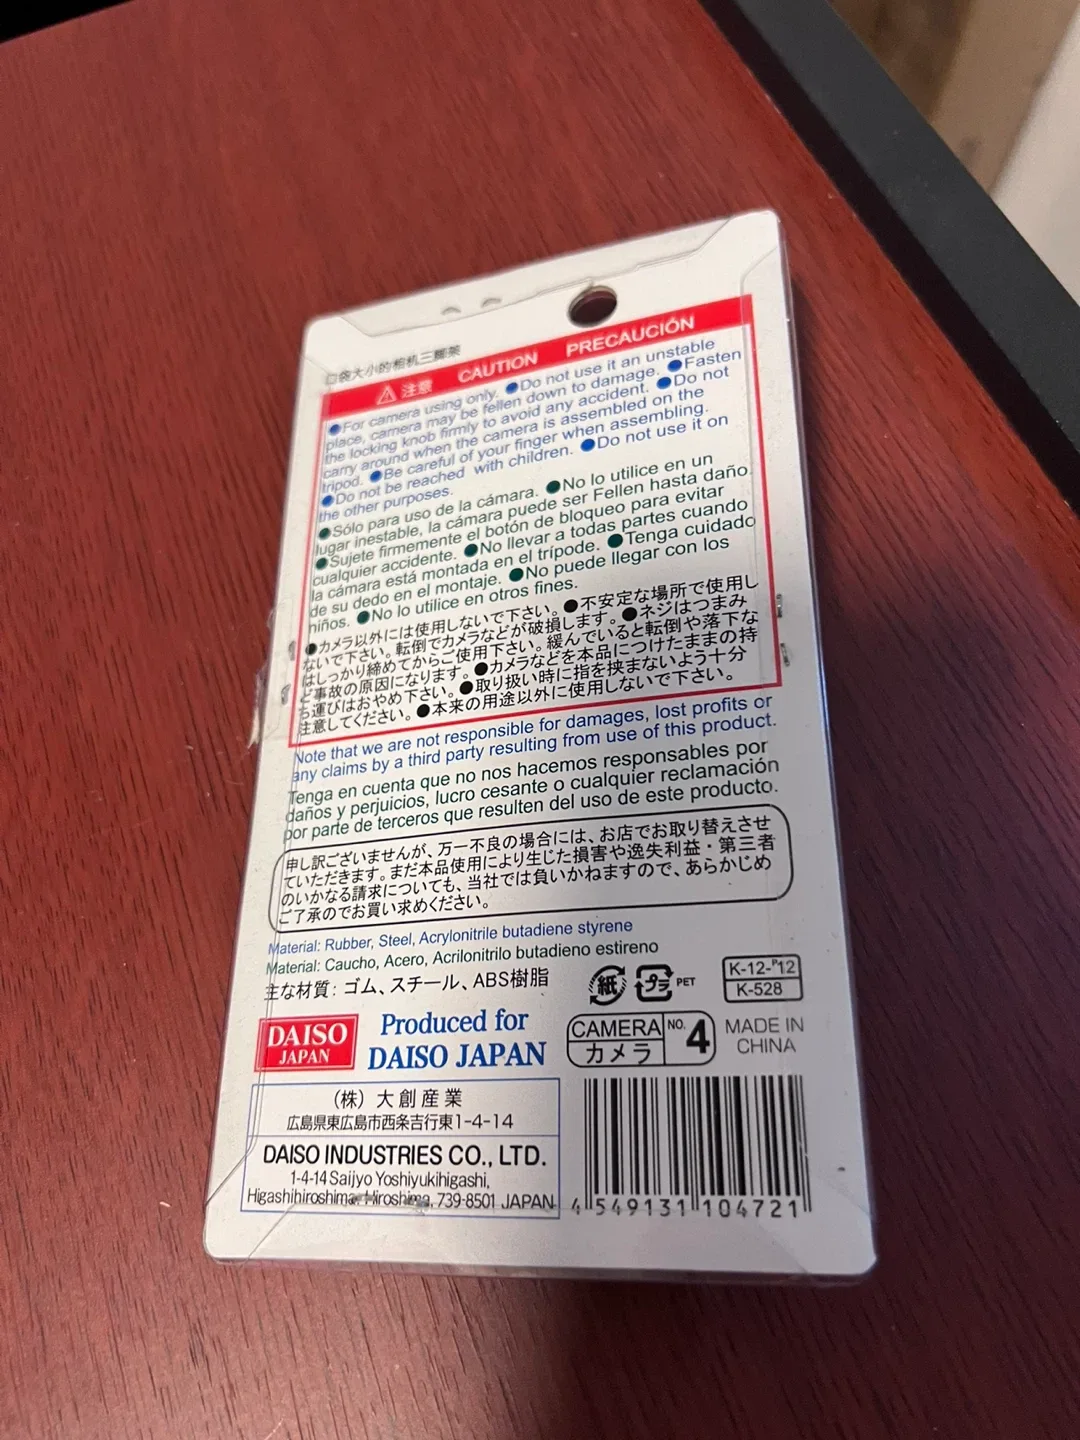 口袋大小的相机三脚架
⚠ 注意 CAUTION PRECAUCIÓN
●For camera using only. ●Do not use it an unstable
place, camera may be fellen down to damage. ●Fasten
the locking knob firmly to avoid any accident. ●Do not
carry around when the camera is assembled on the
tripod. ●Be careful of your finger when assembling.
●Do not be reached with children. ●Do not use it on
the other purposes.
●Sólo para uso de la cámara. ●No lo utilice en un
lugar inestable, la cámara puede ser Fellen hasta daño.
●Sujete firmemente el botón de bloqueo para evitar
cualquier accidente. ●No llevar a todas partes cuando
la cámara está montada en el trípode. ●Tenga cuidado
de su dedo en el montaje. ●No puede llegar con los
niños. ●No lo utilice en otros fines.
●カメラ以外には使用しないで下さい。●不安定な場所で使用し
ないで下さい。転倒でカメラなどが破損します。●ネジはつまみ
はしっかり締めてからご使用下さい。緩んでいると転倒や落下な
ど事故の原因になります。●カメラなどを本品につけたままの持
ち運びはおやめ下さい。●取り扱い時に指を挟まないよう十分
注意してください。●本来の用途以外に使用しないで下さい。
Note that we are not responsible for damages, lost profits or
any claims by a third party resulting from use of this product.
Tenga en cuenta que no nos hacemos responsables por
daños y perjuicios, lucro cesante o cualquier reclamación
por parte de terceros que resulten del uso de este producto.
申し訳ございませんが、万一不良の場合には、お店でお取り替えさせ
ていただきます。まだ本品使用により生じた損害や逸失利益・第三者
のいかなる請求についても、当社では負いかねますので、あらかじめ
ご了承のでお買い求めください。
Material: Rubber, Steel, Acrylonitrile butadiene styrene
Material: Caucho, Acero, Acrilonitrilo butadieno estireno
主な材質：ゴム、スチール、ABS樹脂
紙 プラ PET
K-12-P12
K-528
DAISO
JAPAN
Produced for
DAISO JAPAN
CAMERA
カメラ
NO. 4
MADE IN
CHINA
(株)大創産業
広島県東広島市西条吉行東1-4-14
DAISO INDUSTRIES CO., LTD.
1-4-14 Saijyo Yoshiyukihigashi,
Higashihiroshima, Hiroshima, 739-8501 JAPAN
4 549131 104721